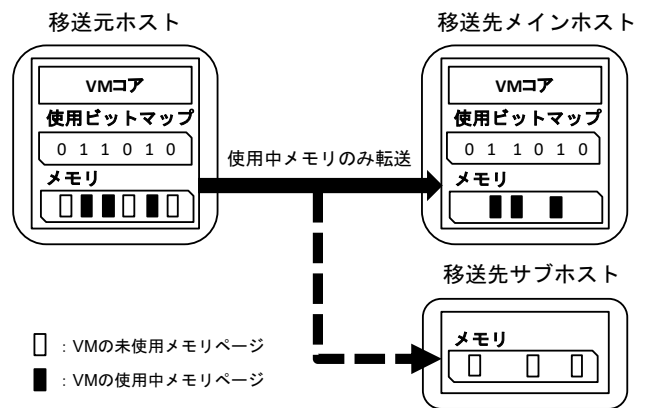 移送元ホスト
VMコア
使用ビットマップ
0 1 1 0 1 0
メモリ
使用中メモリのみ転送
移送先メインホスト
VMコア
使用ビットマップ
0 1 1 0 1 0
メモリ
移送先サブホスト
メモリ
：VMの未使用メモリページ
：VMの使用中メモリページ